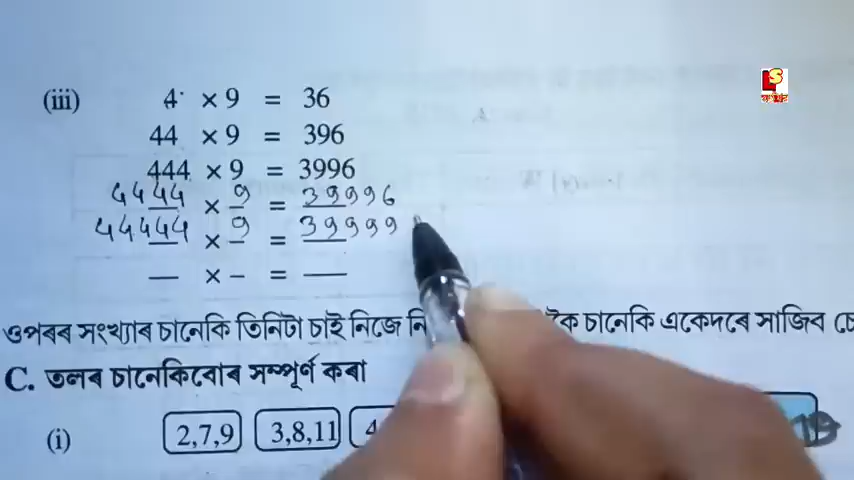 (iii) 4 × 9 = 36
44 × 9 = 396
444 × 9 = 3996
4444 × 9 = 39996
44444 × 9 = 39999
— × — = —
ওপৰৰ সংখ্যাৰ চানেকি তিনিটা চাই নিজে চানেকি একেদৰে সাজিব
C. তলৰ চানেকিবোৰ সম্পূৰ্ণ কৰা
(i) 2,7,9 3,8,11 4